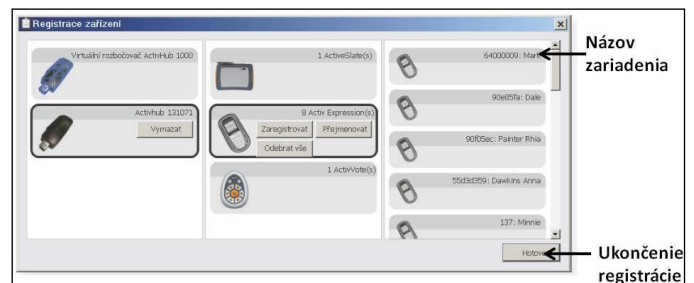 Registrace zařízení
Virtuální rozbočovač ActivHub 1000
Activhub 131071
Vymazat
1 ActiveSlate(s)
8 Activ Expression(s)
Zaregistrovat Přejmenovat
Odebrat vše
1 ActivVote(s)
64000009: Mark
90e85fa: Dale
90f05ec: Painter Rhia
55d3d359: Dawkins Anna
137: Minnie
Hotovo
Názov
zariadenia
Ukončenie
registrácie